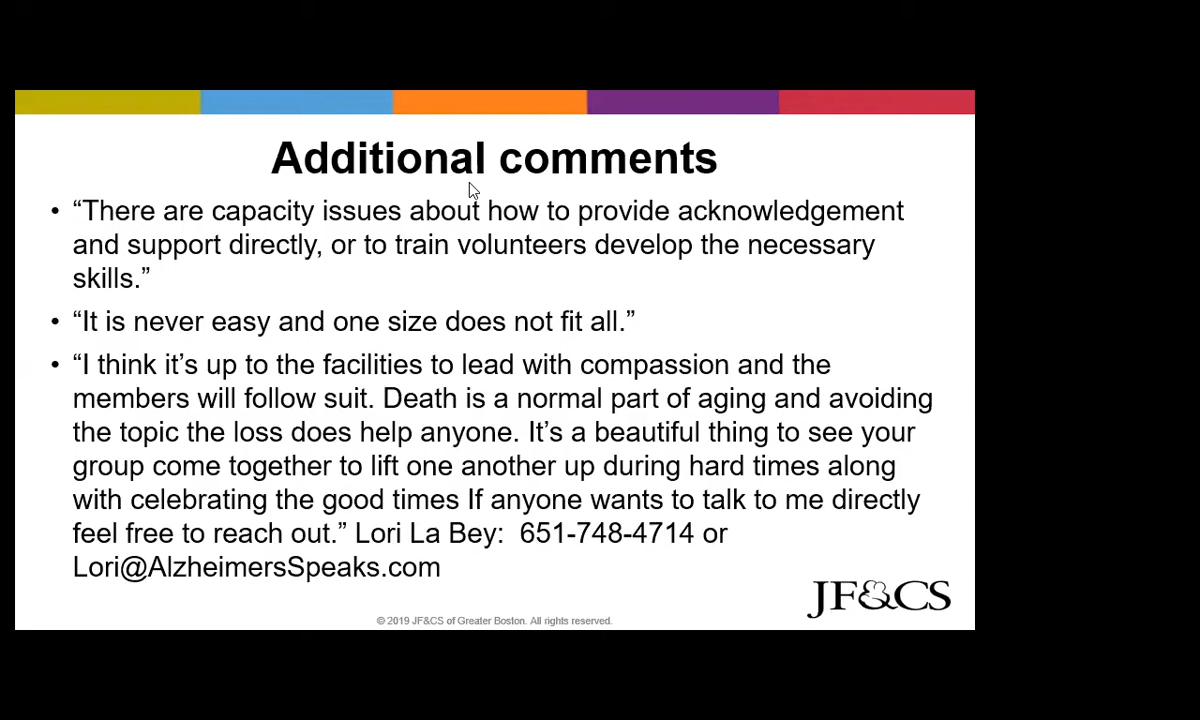 Additional comments
• “There are capacity issues about how to provide acknowledgement
and support directly, or to train volunteers develop the necessary
skills.”
• “It is never easy and one size does not fit all.”
• “I think it’s up to the facilities to lead with compassion and the
members will follow suit. Death is a normal part of aging and avoiding
the topic the loss does help anyone. It’s a beautiful thing to see your
group come together to lift one another up during hard times along
with celebrating the good times If anyone wants to talk to me directly
feel free to reach out.” Lori La Bey:  651-748-4714 or
Lori@AlzheimersSpeaks.com
JF&CS
© 2019 JF&CS of Greater Boston. All rights reserved.